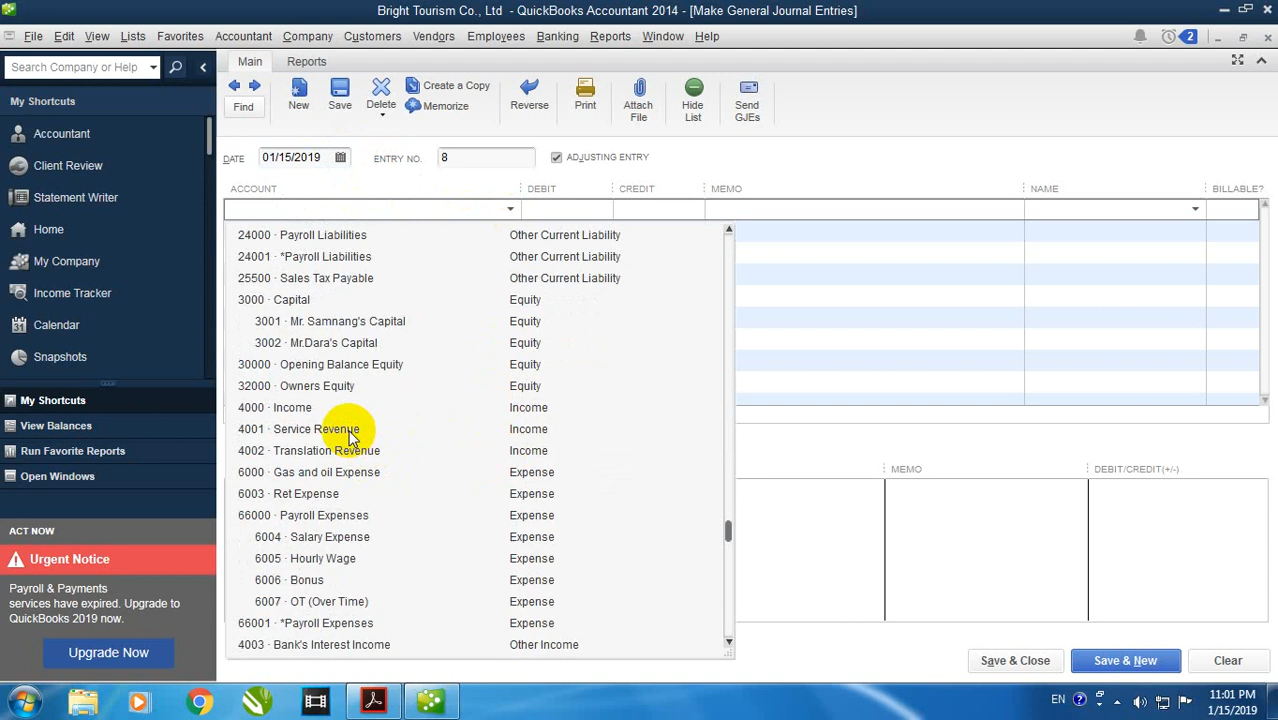 Bright Tourism Co., Ltd - QuickBooks Accountant 2014 - [Make General Journal Entries]
File Edit View Lists Favorites Accountant Company Customers Vendors Employees Banking Reports Window Help
2
Search Company or Help
Main Reports
My Shortcuts
Accountant
Client Review
Statement Writer
Home
My Company
Income Tracker
Calendar
Snapshots
My Shortcuts
View Balances
Run Favorite Reports
Open Windows
ACT NOW
Urgent Notice
Payroll & Payments
services have expired. Upgrade to
QuickBooks 2019 now.
Upgrade Now
Find
New
Save
Delete
Create a Copy
Memorize
Reverse
Print
Attach
File
Hide
List
Send
GJEs
DATE 01/15/2019 ENTRY NO. 8 ADJUSTING ENTRY
ACCOUNT DEBIT CREDIT MEMO NAME BILLABLE?
24000 · Payroll Liabilities Other Current Liability
24001 · *Payroll Liabilities Other Current Liability
25500 · Sales Tax Payable Other Current Liability
3000 · Capital Equity
3001 · Mr. Samnang's Capital Equity
3002 · Mr.Dara's Capital Equity
30000 · Opening Balance Equity Equity
32000 · Owners Equity Equity
4000 · Income Income
4001 · Service Revenue Income
4002 · Translation Revenue Income
6000 · Gas and oil Expense Expense
6003 · Ret Expense Expense
66000 · Payroll Expenses Expense
6004 · Salary Expense Expense
6005 · Hourly Wage Expense
6006 · Bonus Expense
6007 · OT (Over Time) Expense
66001 · *Payroll Expenses Expense
4003 · Bank's Interest Income Other Income
MEMO DEBIT/CREDIT(+/-)
Save & Close Save & New Clear
EN
11:01 PM
1/15/2019